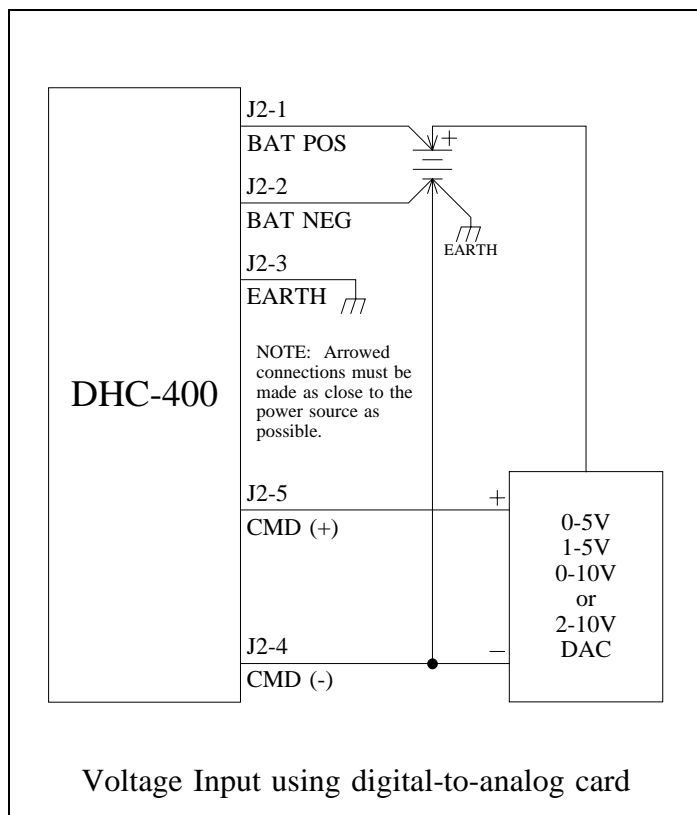 J2-1
BAT POS
+
J2-2
BAT NEG
EARTH
J2-3
EARTH
NOTE: Arrowed
connections must be
made as close to the
power source as
possible.
DHC-400
J2-5
CMD (+)
+
0-5V
1-5V
0-10V
or
2-10V
DAC
J2-4
CMD (-)
−
Voltage Input using digital-to-analog card